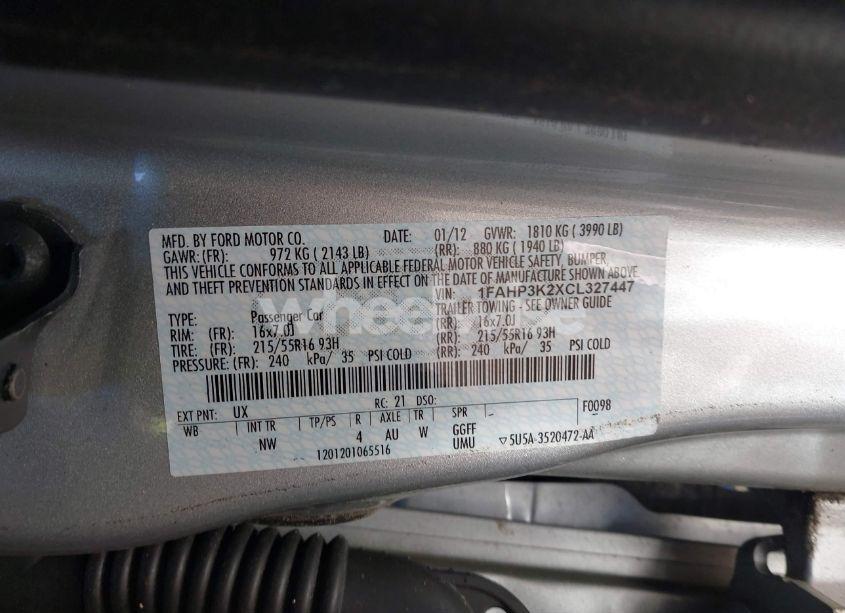 MFD. BY FORD MOTOR CO. DATE: 01/12 GVWR: 1810 KG ( 3990 LB)
GAWR: (FR): 972 KG ( 2143 LB) (RR): 880 KG ( 1940 LB)
THIS VEHICLE CONFORMS TO ALL APPLICABLE FEDERAL MOTOR VEHICLE SAFETY, BUMPER,
AND THEFT PREVENTION STANDARDS IN EFFECT ON THE DATE OF MANUFACTURE SHOWN ABOVE
VIN: 1FAHP3K2XCL327447
TYPE: Passenger Car TRAILER TOWING - SEE OWNER GUIDE
RIM: (FR): 16x7.0J (RR): 16x7.0J
TIRE: (FR): 215/55R16 93H (RR): 215/55R16 93H
PRESSURE: (FR): 240 kPa/ 35 PSI COLD (RR): 240 kPa/ 35 PSI COLD
EXT PNT: UX RC: 21 DSO: F0098
WB INT TR TP/PS R AXLE TR SPR
NW 4 AU W GGFF
UMU
1201201065516 ▽5U5A-3520472-AA